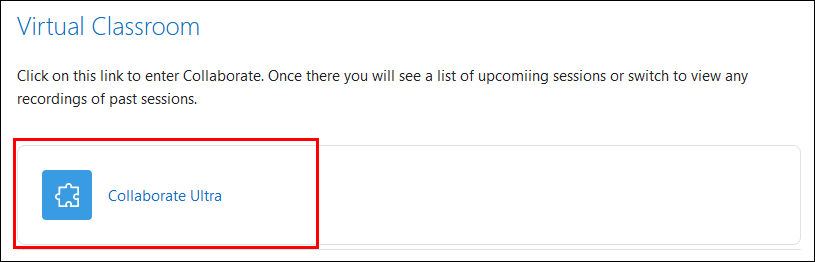 Virtual Classroom
Click on this link to enter Collaborate. Once there you will see a list of upcomiing sessions or switch to view any
recordings of past sessions.
Collaborate Ultra